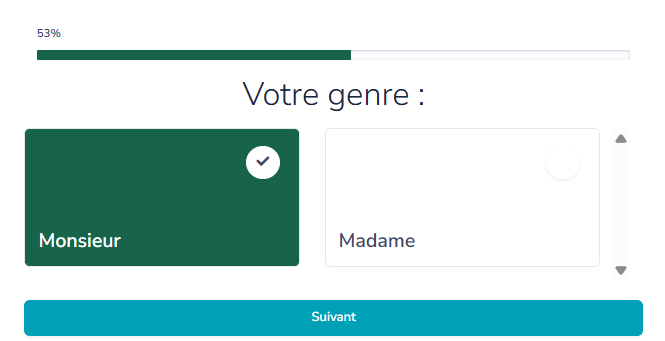 53%
Votre genre :
Monsieur
Madame
Suivant